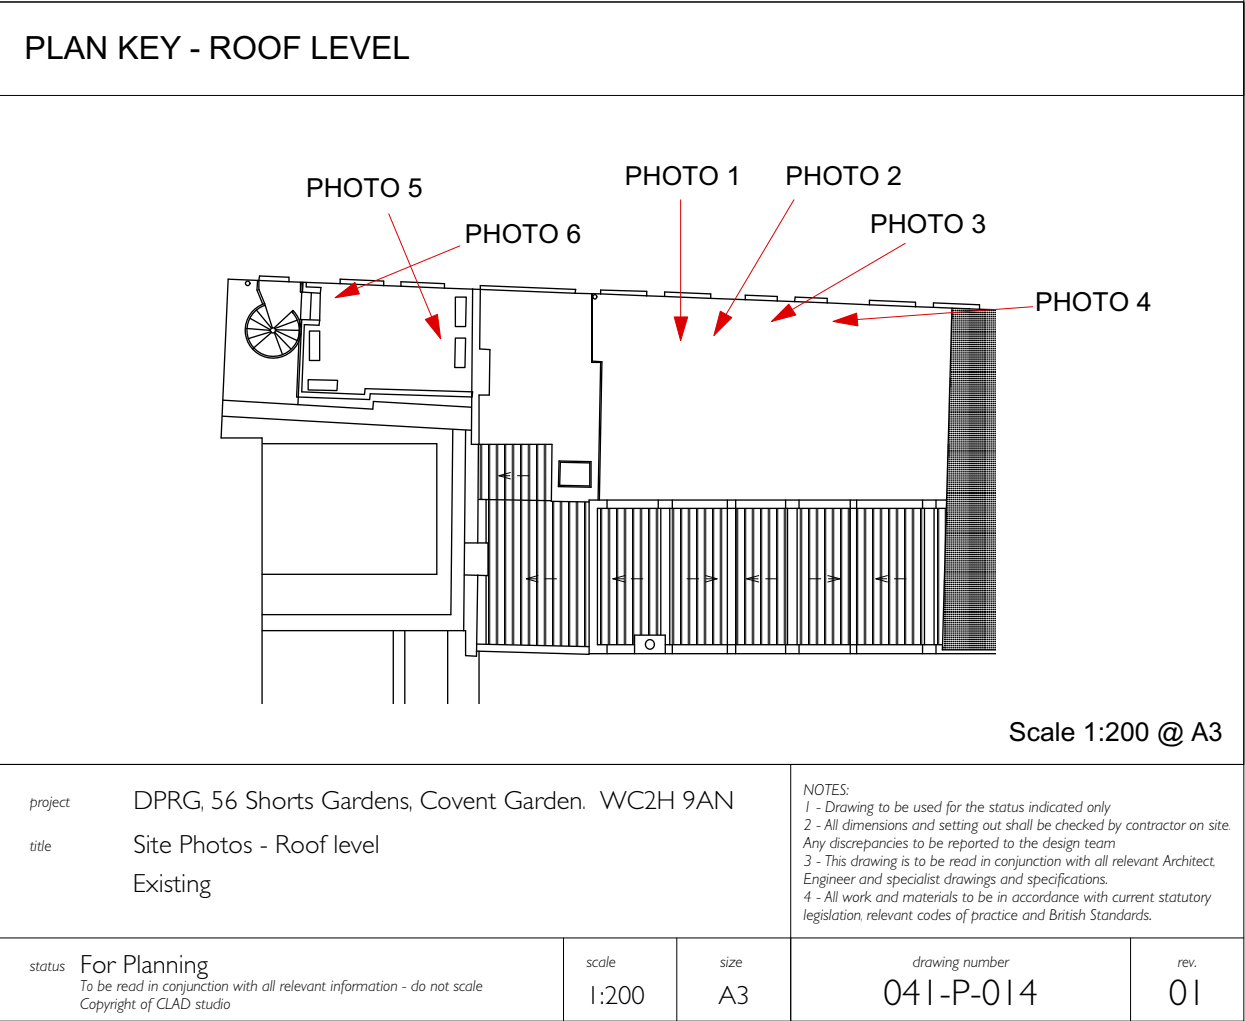 PLAN KEY - ROOF LEVEL
PHOTO 1
PHOTO 2
PHOTO 5
PHOTO 3
PHOTO 6
PHOTO 4
Scale 1:200 @ A3
project DPRG, 56 Shorts Gardens, Covent Garden. WC2H 9AN
title Site Photos - Roof level
Existing
NOTES:
1 - Drawing to be used for the status indicated only
2 - All dimensions and setting out shall be checked by contractor on site.
Any discrepancies to be reported to the design team
3 - This drawing is to be read in conjunction with all relevant Architect,
Engineer and specialist drawings and specifications.
4 - All work and materials to be in accordance with current statutory
legislation, relevant codes of practice and British Standards.
status For Planning
To be read in conjunction with all relevant information - do not scale
Copyright of CLAD studio
scale
1:200
size
A3
drawing number
041-P-014
rev.
01